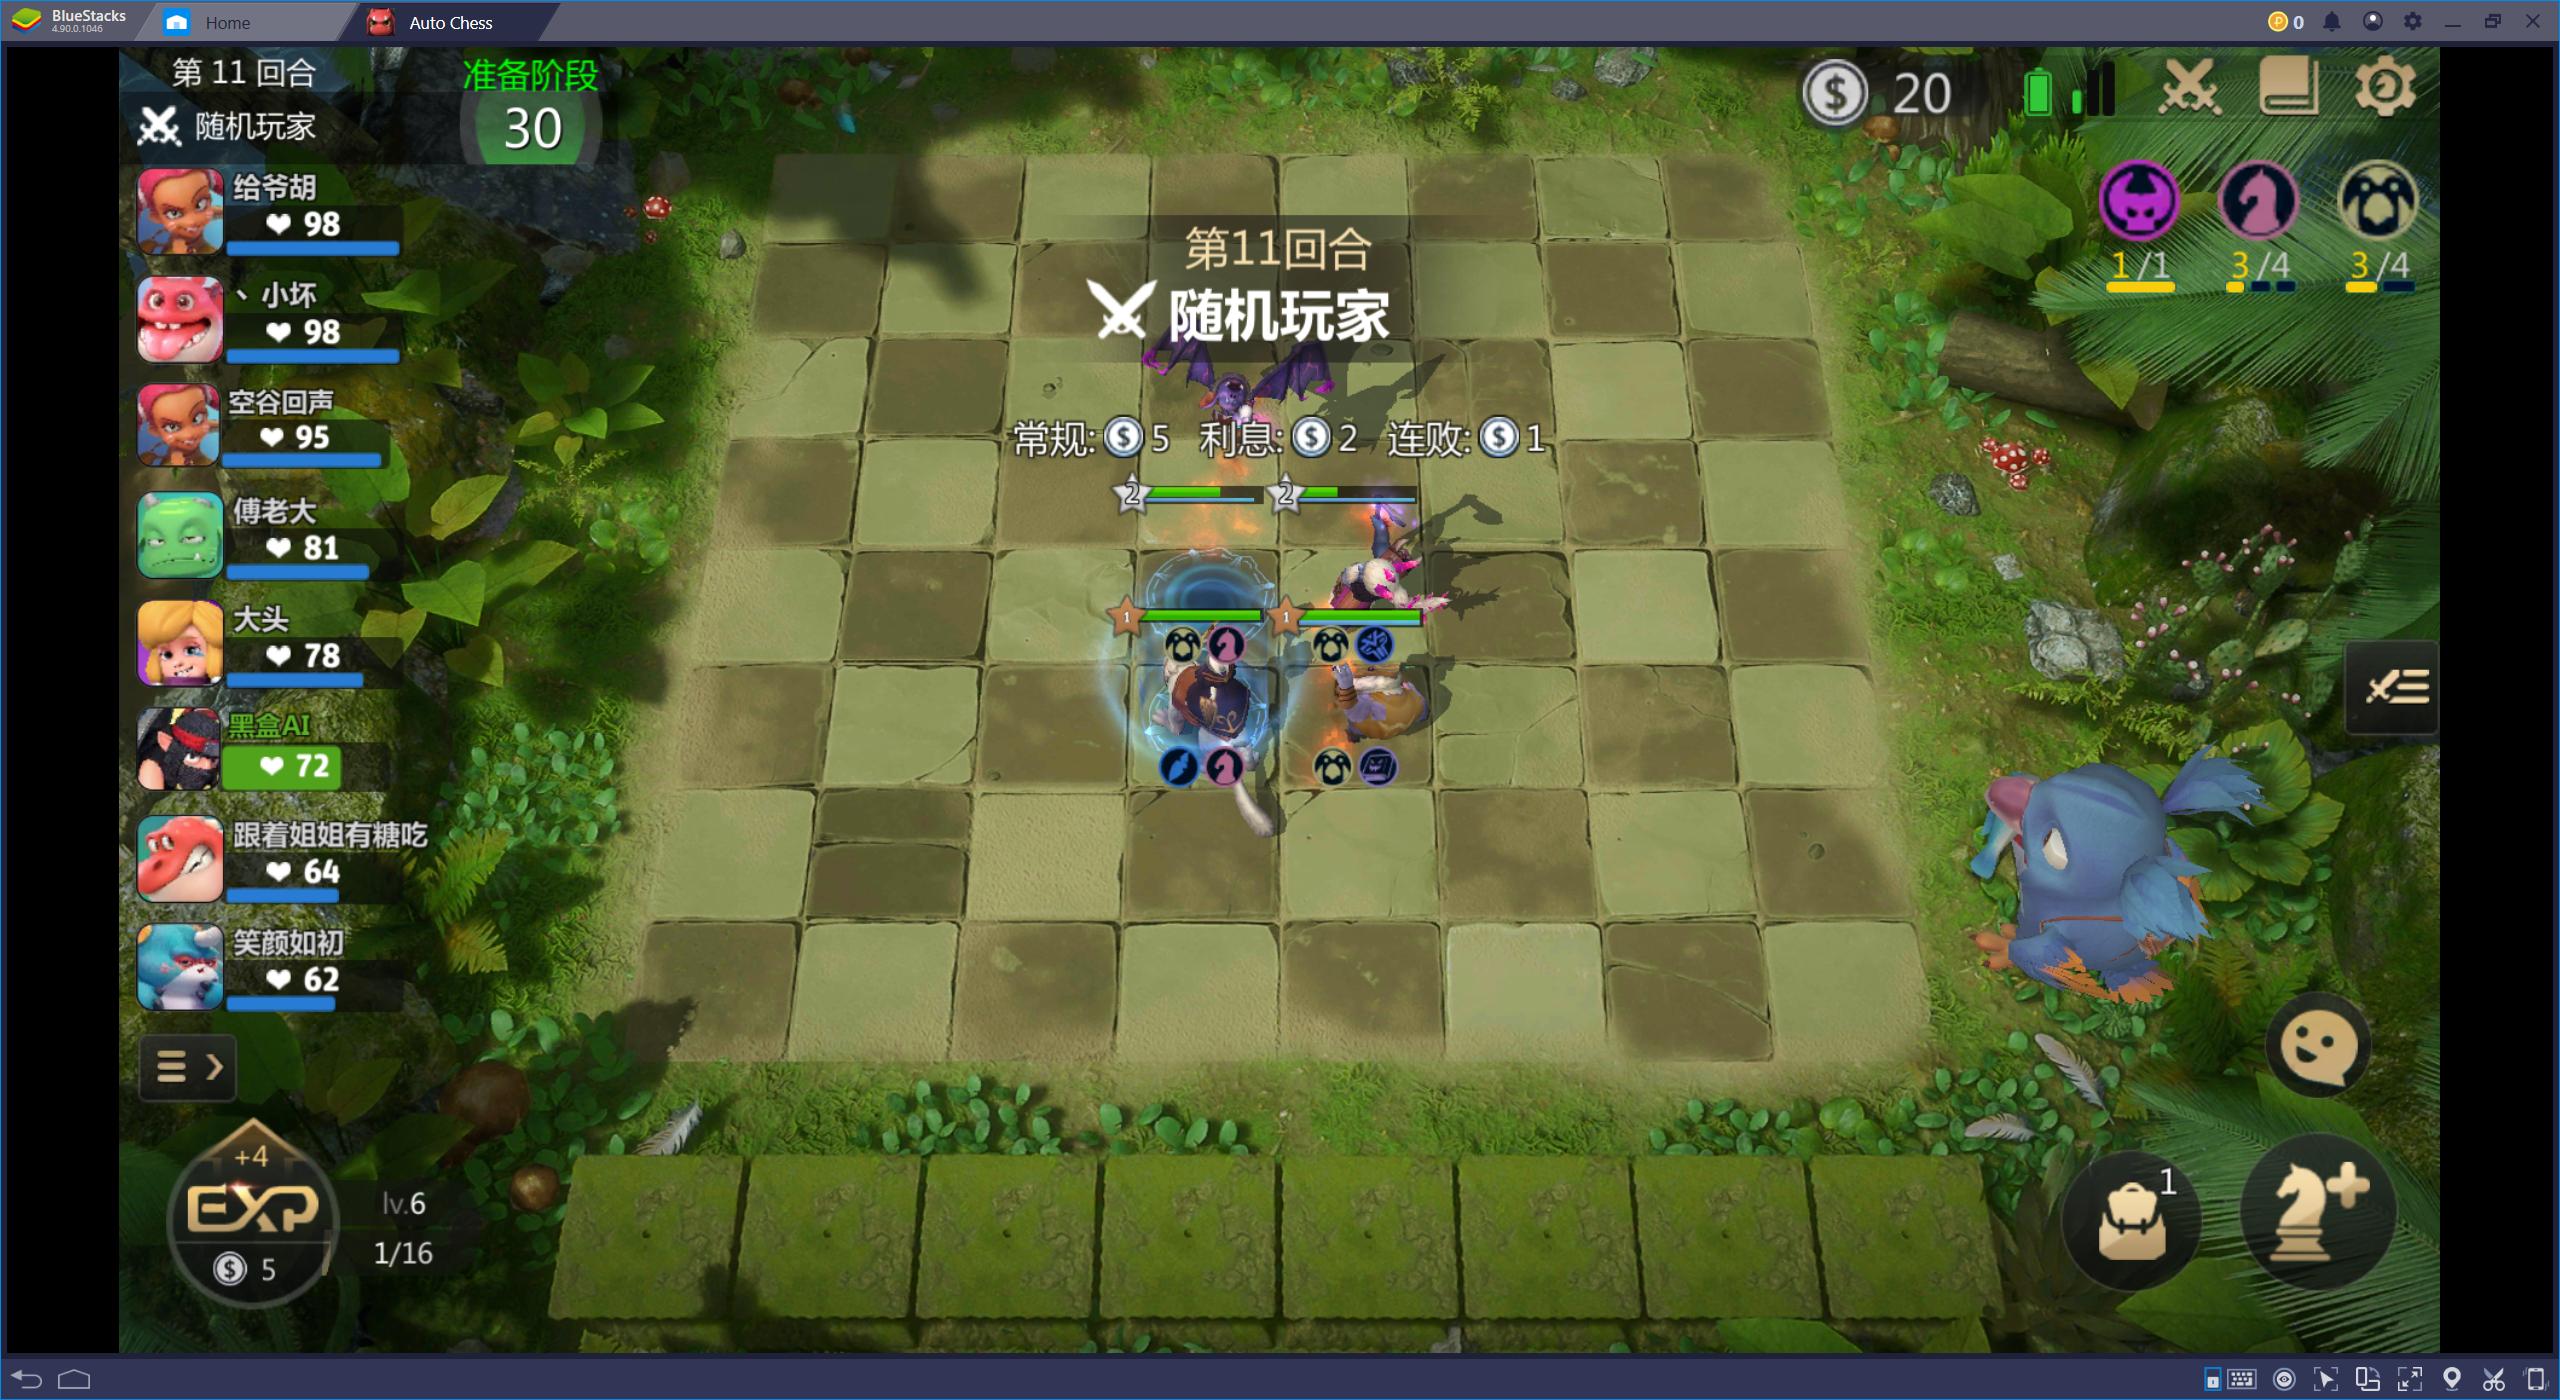 BlueStacks
4.90.0.1046
Home
Auto Chess
0
第 11 回合
随机玩家
准备阶段
30
20
给爷胡
98
、小坏
98
空谷回声
95
傅老大
81
大头
78
黑盒AI
72
跟着姐姐有糖吃
64
笑颜如初
62
1/1
3/4
3/4
第11回合
随机玩家
常规: $ 5 利息: $ 2 连败: $ 1
2
2
1
1
+4
EXP
$ 5
lv.6
1/16
1